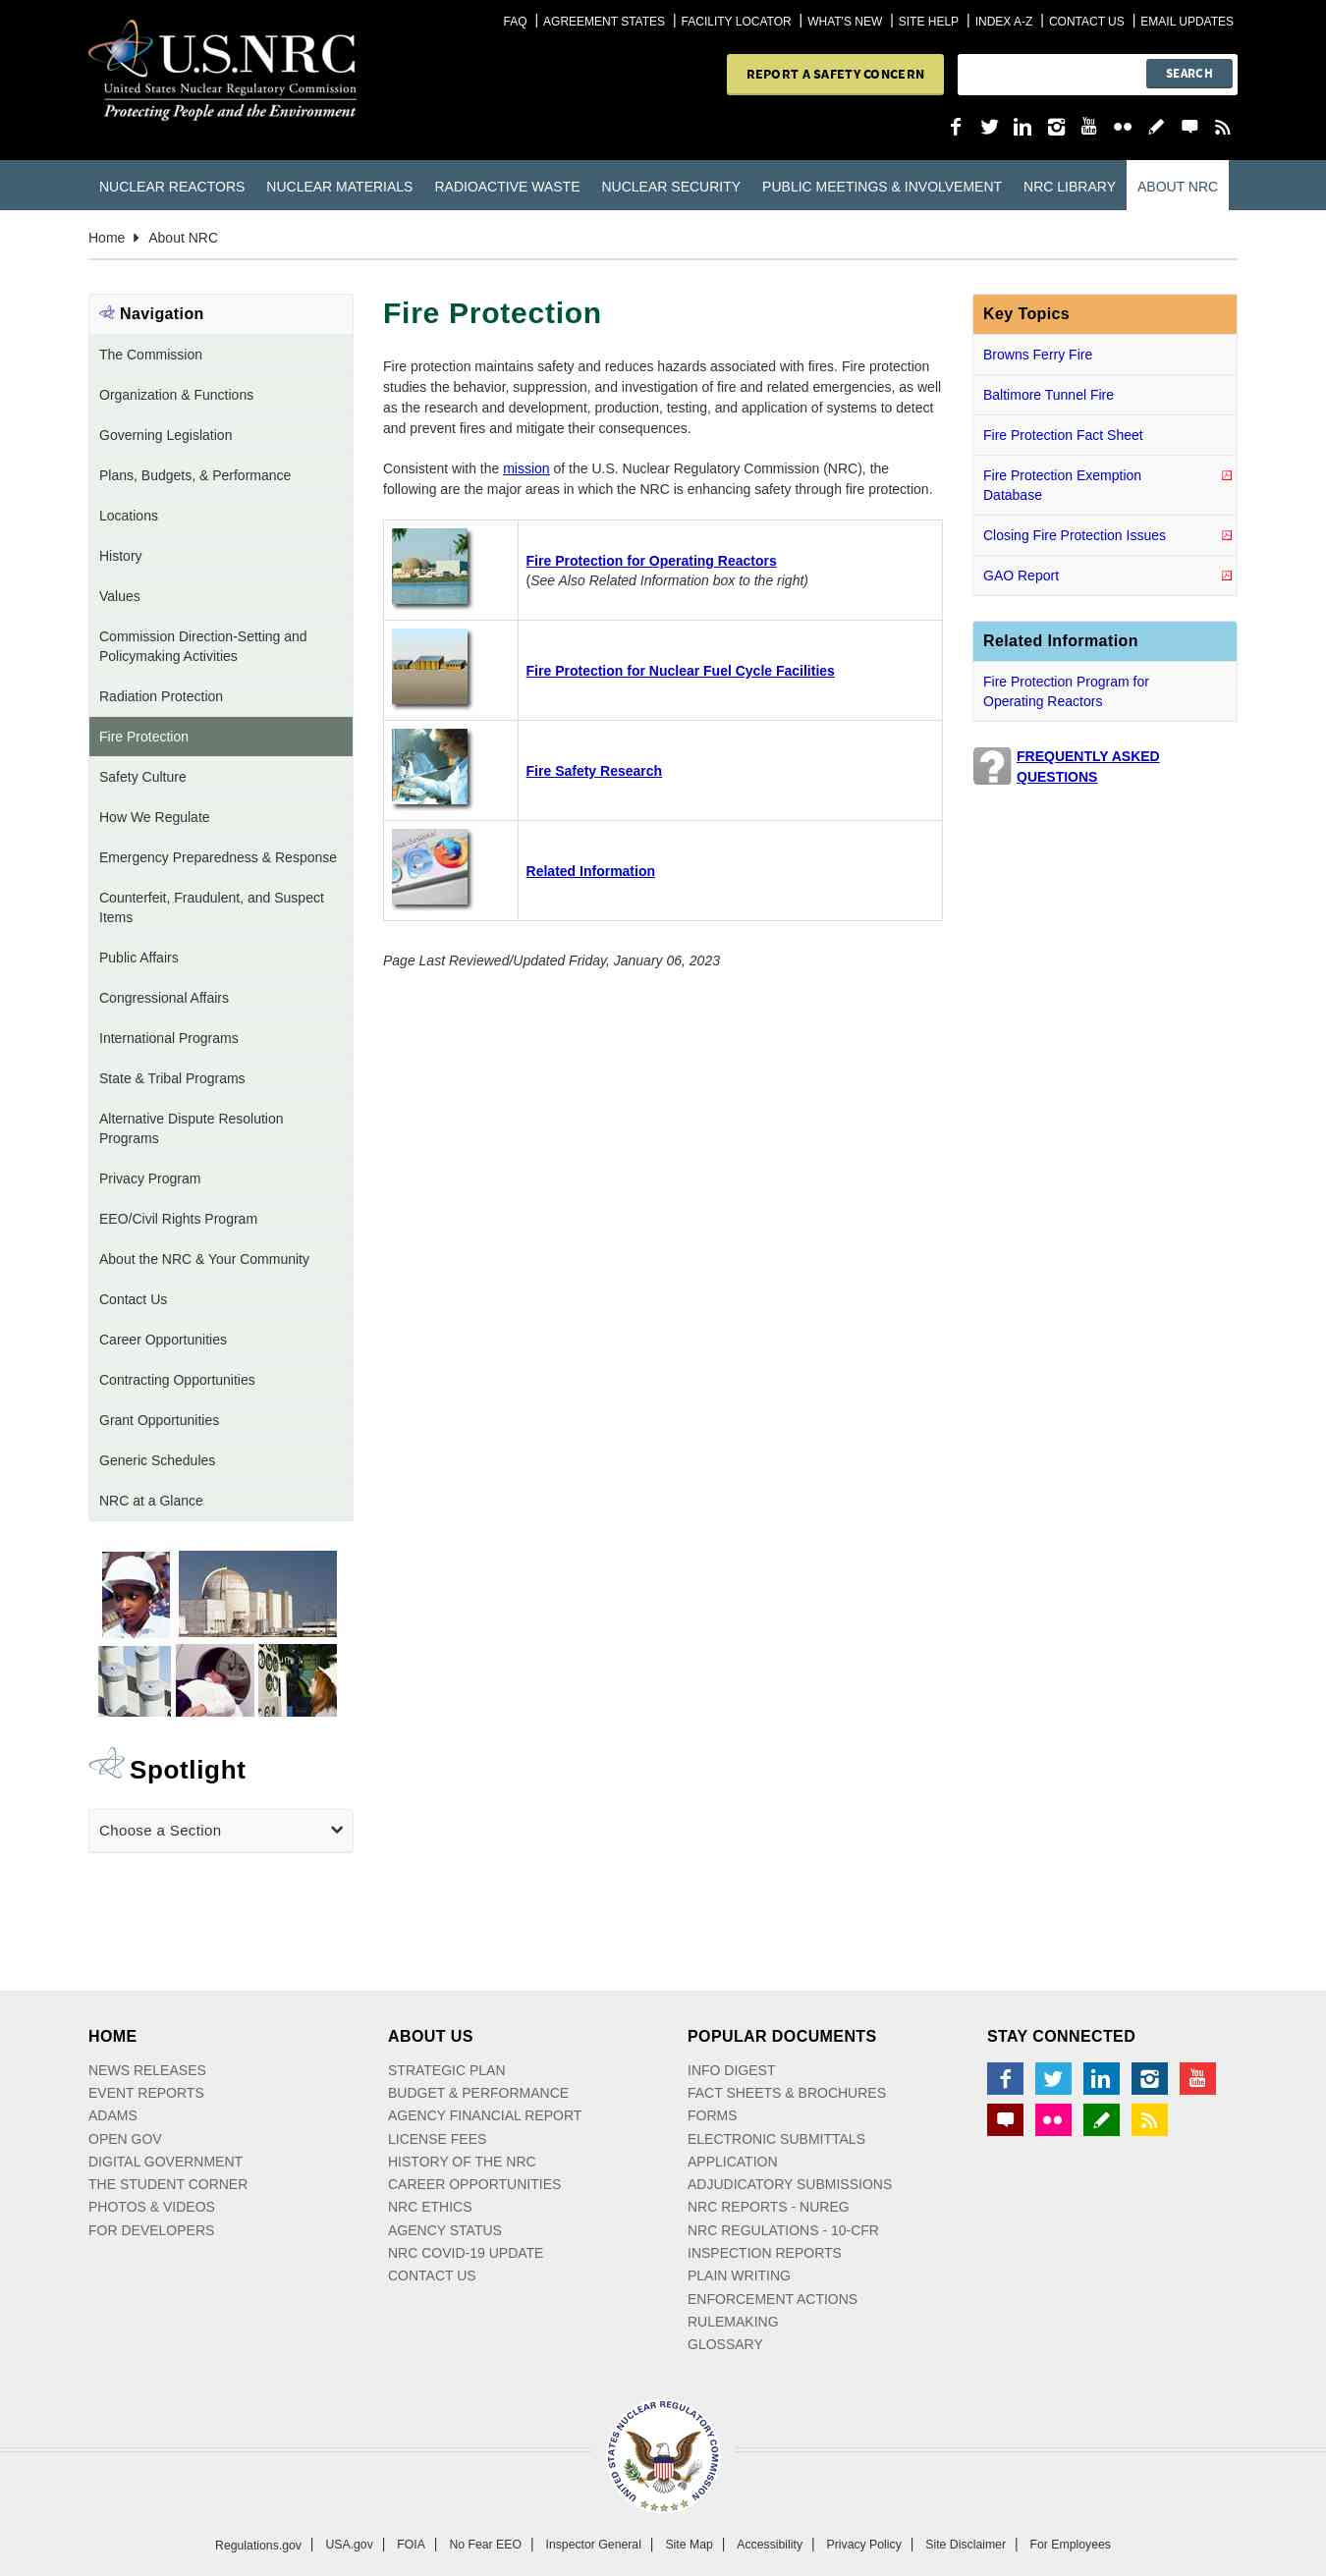 FAQ | AGREEMENT STATES | FACILITY LOCATOR | WHAT'S NEW | SITE HELP | INDEX A-Z | CONTACT US | EMAIL UPDATES
U.S.NRC
United States Nuclear Regulatory Commission
Protecting People and the Environment
REPORT A SAFETY CONCERN
SEARCH
NUCLEAR REACTORS NUCLEAR MATERIALS RADIOACTIVE WASTE NUCLEAR SECURITY PUBLIC MEETINGS & INVOLVEMENT NRC LIBRARY ABOUT NRC
Home About NRC
Navigation
The Commission
Organization & Functions
Governing Legislation
Plans, Budgets, & Performance
Locations
History
Values
Commission Direction-Setting and
Policymaking Activities
Radiation Protection
Fire Protection
Safety Culture
How We Regulate
Emergency Preparedness & Response
Counterfeit, Fraudulent, and Suspect
Items
Public Affairs
Congressional Affairs
International Programs
State & Tribal Programs
Alternative Dispute Resolution
Programs
Privacy Program
EEO/Civil Rights Program
About the NRC & Your Community
Contact Us
Career Opportunities
Contracting Opportunities
Grant Opportunities
Generic Schedules
NRC at a Glance
Spotlight
Choose a Section
Fire Protection
Fire protection maintains safety and reduces hazards associated with fires. Fire protection
studies the behavior, suppression, and investigation of fire and related emergencies, as well
as the research and development, production, testing, and application of systems to detect
and prevent fires and mitigate their consequences.
Consistent with the mission of the U.S. Nuclear Regulatory Commission (NRC), the
following are the major areas in which the NRC is enhancing safety through fire protection.
Fire Protection for Operating Reactors
(See Also Related Information box to the right)
Fire Protection for Nuclear Fuel Cycle Facilities
Fire Safety Research
Related Information
Page Last Reviewed/Updated Friday, January 06, 2023
Key Topics
Browns Ferry Fire
Baltimore Tunnel Fire
Fire Protection Fact Sheet
Fire Protection Exemption
Database
Closing Fire Protection Issues
GAO Report
Related Information
Fire Protection Program for
Operating Reactors
FREQUENTLY ASKED
QUESTIONS
HOME
NEWS RELEASES
EVENT REPORTS
ADAMS
OPEN GOV
DIGITAL GOVERNMENT
THE STUDENT CORNER
PHOTOS & VIDEOS
FOR DEVELOPERS
ABOUT US
STRATEGIC PLAN
BUDGET & PERFORMANCE
AGENCY FINANCIAL REPORT
LICENSE FEES
HISTORY OF THE NRC
CAREER OPPORTUNITIES
NRC ETHICS
AGENCY STATUS
NRC COVID-19 UPDATE
CONTACT US
POPULAR DOCUMENTS
INFO DIGEST
FACT SHEETS & BROCHURES
FORMS
ELECTRONIC SUBMITTALS
APPLICATION
ADJUDICATORY SUBMISSIONS
NRC REPORTS - NUREG
NRC REGULATIONS - 10-CFR
INSPECTION REPORTS
PLAIN WRITING
ENFORCEMENT ACTIONS
RULEMAKING
GLOSSARY
STAY CONNECTED
UNITED STATES NUCLEAR REGULATORY COMMISSION
Regulations.gov | USA.gov | FOIA | No Fear EEO | Inspector General | Site Map | Accessibility | Privacy Policy | Site Disclaimer | For Employees